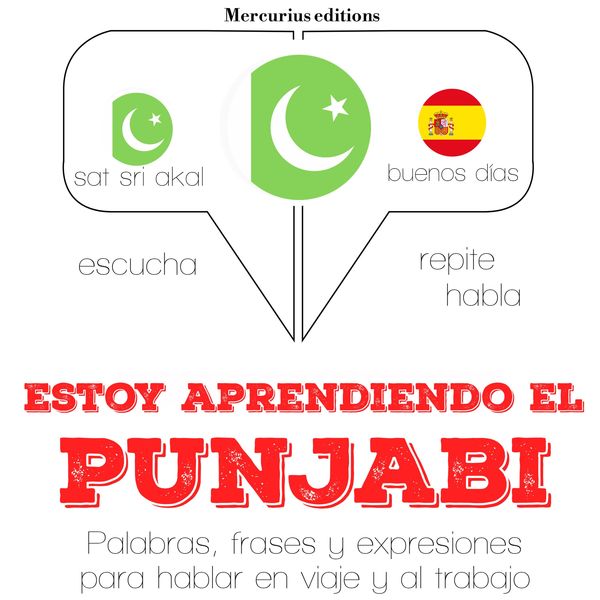 Mercurius editions
sat sri akal
buenos días
escucha
repite
habla
ESTOY APRENDIENDO EL
PUNJABI
Palabras, frases y expresiones
para hablar en viaje y al trabajo